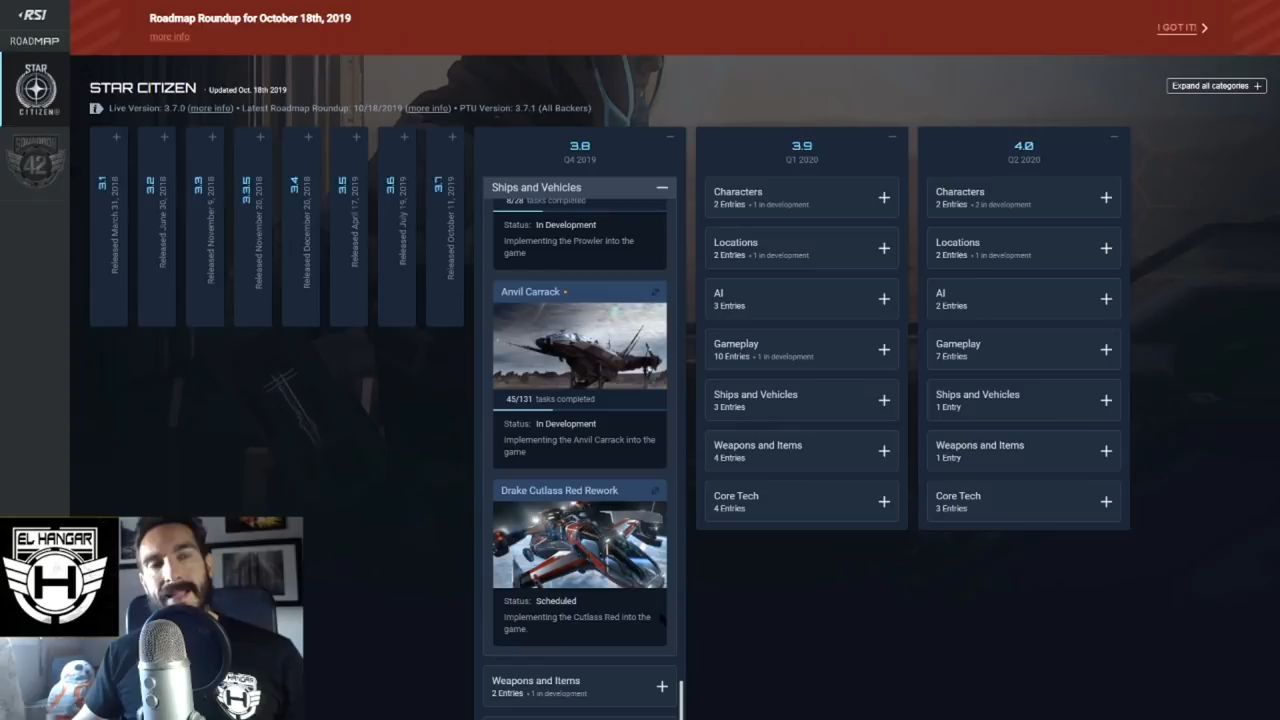 RSI
ROADMAP
STAR CITIZEN®
SQUADRON 42
Roadmap Roundup for October 18th, 2019
more info
I GOT IT!
STAR CITIZEN • Updated Oct. 18th 2019
Expand all categories +
Live Version: 3.7.0 (more info) • Latest Roadmap Roundup: 10/18/2019 (more info) • PTU Version: 3.7.1 (All Backers)
3.1 Released March 31, 2018
3.2 Released June 30, 2018
3.3 Released November 9, 2018
3.3.5 Released November 20, 2018
3.4 Released December 20, 2018
3.5 Released April 17, 2019
3.6 Released July 19, 2019
3.7 Released October 11, 2019
3.8
Q4 2019
Ships and Vehicles
8/28 tasks completed
Status: In Development
Implementing the Prowler into the
game
Anvil Carrack
45/131 tasks completed
Status: In Development
Implementing the Anvil Carrack into the
game
Drake Cutlass Red Rework
Status: Scheduled
Implementing the Cutlass Red into the
game.
Weapons and Items
2 Entries • 1 in development
3.9
Q1 2020
Characters
2 Entries • 1 in development
Locations
2 Entries • 1 in development
AI
3 Entries
Gameplay
10 Entries • 1 in development
Ships and Vehicles
3 Entries
Weapons and Items
4 Entries
Core Tech
4 Entries
4.0
Q2 2020
Characters
2 Entries • 2 in development
Locations
2 Entries • 1 in development
AI
2 Entries
Gameplay
7 Entries
Ships and Vehicles
1 Entry
Weapons and Items
1 Entry
Core Tech
3 Entries
EL HANGAR
H
HANGAR
H